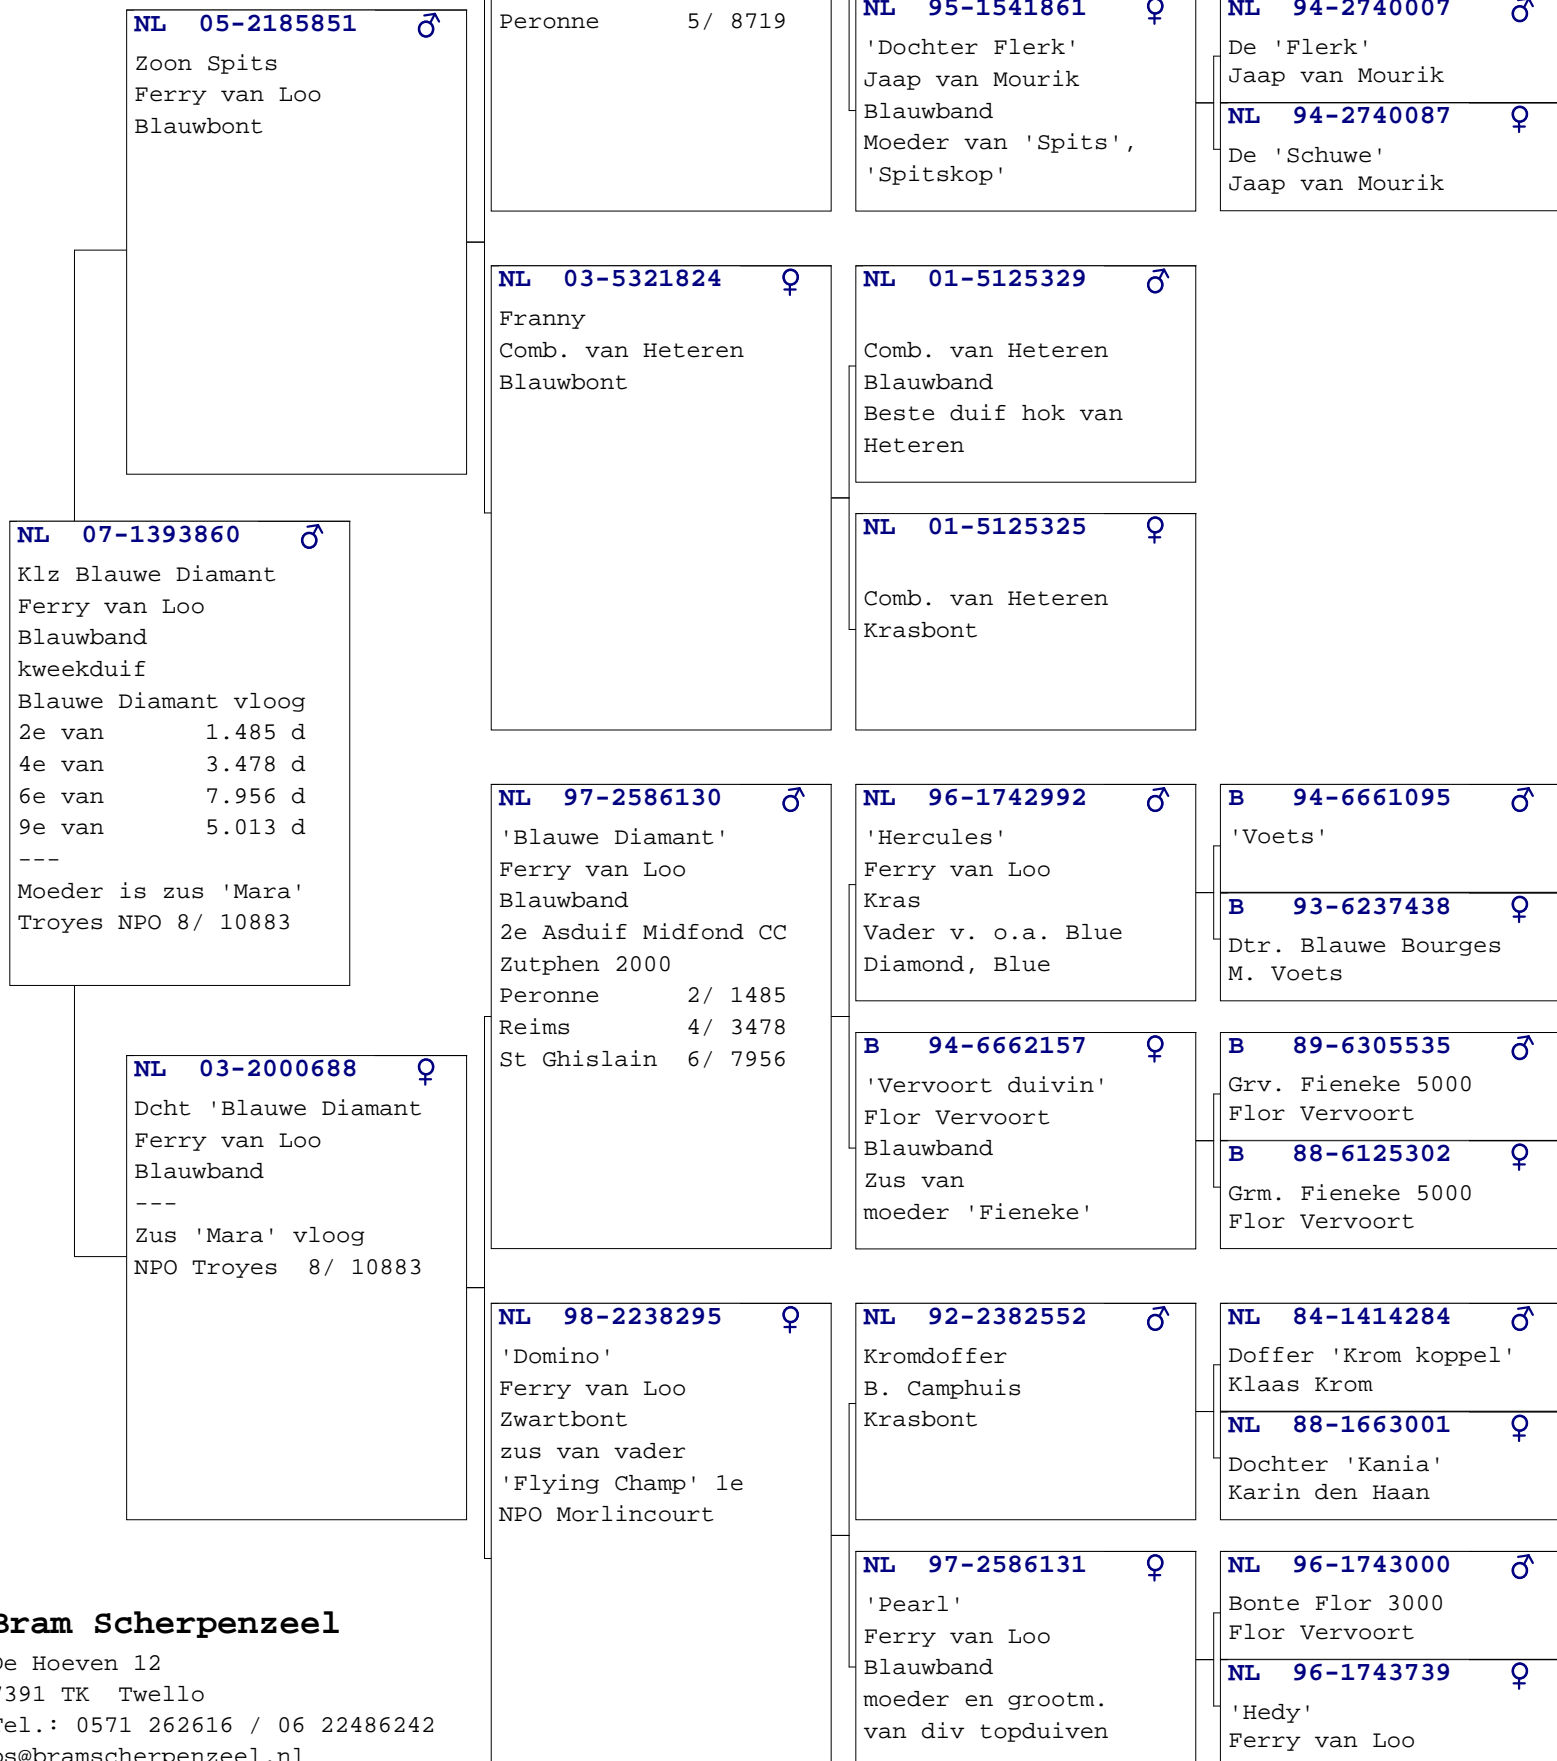 NL 05-2185851 ♂
Zoon Spits
Ferry van Loo
Blauwbont
Peronne 5/ 8719
NL 95-1541861 ♀
'Dochter Flerk'
Jaap van Mourik
Blauwband
Moeder van 'Spits',
'Spitskop'
NL 94-2740007 ♂
De 'Flerk'
Jaap van Mourik
NL 94-2740087 ♀
De 'Schuwe'
Jaap van Mourik
NL 03-5321824 ♀
Franny
Comb. van Heteren
Blauwbont
NL 01-5125329 ♂
Comb. van Heteren
Blauwband
Beste duif hok van
Heteren
NL 01-5125325 ♀
Comb. van Heteren
Krasbont
NL 07-1393860 ♂
Klz Blauwe Diamant
Ferry van Loo
Blauwband
kweekduif
Blauwe Diamant vloog
2e van 1.485 d
4e van 3.478 d
6e van 7.956 d
9e van 5.013 d
---
Moeder is zus 'Mara'
Troyes NPO 8/ 10883
NL 97-2586130 ♂
'Blauwe Diamant'
Ferry van Loo
Blauwband
2e Asduif Midfond CC
Zutphen 2000
Peronne 2/ 1485
Reims 4/ 3478
St Ghislain 6/ 7956
NL 96-1742992 ♂
'Hercules'
Ferry van Loo
Kras
Vader v. o.a. Blue
Diamond, Blue
B 94-6661095 ♂
'Voets'
B 93-6237438 ♀
Dtr. Blauwe Bourges
M. Voets
B 94-6662157 ♀
'Vervoort duivin'
Flor Vervoort
Blauwband
Zus van
moeder 'Fieneke'
B 89-6305535 ♂
Grv. Fieneke 5000
Flor Vervoort
B 88-6125302 ♀
Grm. Fieneke 5000
Flor Vervoort
NL 03-2000688 ♀
Dcht 'Blauwe Diamant
Ferry van Loo
Blauwband
---
Zus 'Mara' vloog
NPO Troyes 8/ 10883
NL 98-2238295 ♀
'Domino'
Ferry van Loo
Zwartbont
zus van vader
'Flying Champ' 1e
NPO Morlincourt
NL 92-2382552 ♂
Kromdoffer
B. Camphuis
Krasbont
NL 84-1414284 ♂
Doffer 'Krom koppel'
Klaas Krom
NL 88-1663001 ♀
Dochter 'Kania'
Karin den Haan
NL 97-2586131 ♀
'Pearl'
Ferry van Loo
Blauwband
moeder en grootm.
van div topduiven
NL 96-1743000 ♂
Bonte Flor 3000
Flor Vervoort
NL 96-1743739 ♀
'Hedy'
Ferry van Loo
Bram Scherpenzeel
De Hoeven 12
7391 TK Twello
Tel.: 0571 262616 / 06 22486242
bs@bramscherpenzeel.nl